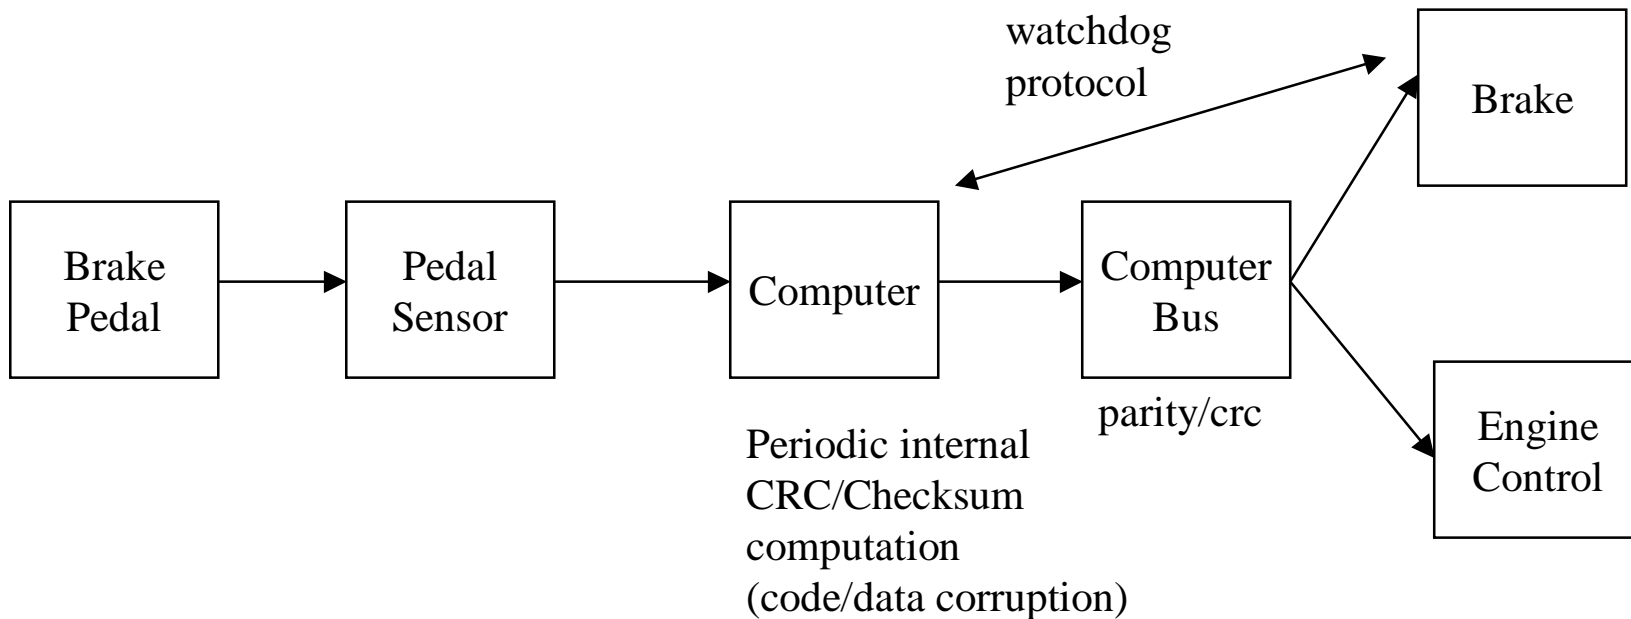 watchdog
protocol
Brake
Brake
Pedal
Pedal
Sensor
Computer
Computer
Bus
parity/crc
Engine
Control
Periodic internal
CRC/Checksum
computation
(code/data corruption)